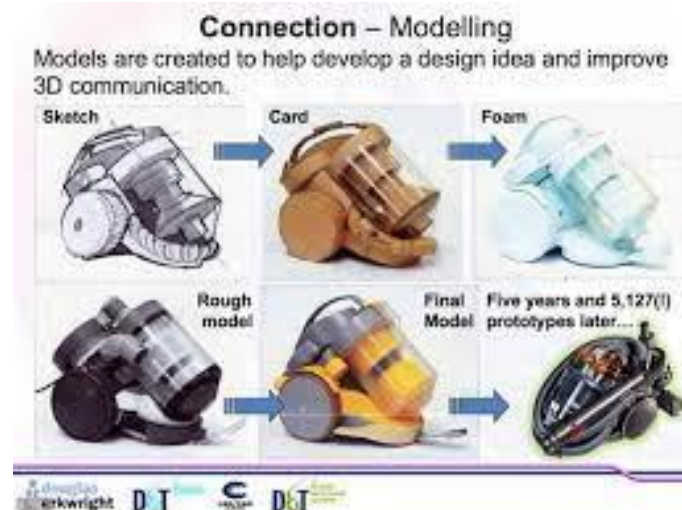 Connection – Modelling
Models are created to help develop a design idea and improve
3D communication.
Sketch
Card
Foam
Rough
model
Final
Model
Five years and 5,127(!)
prototypes later...
D&T
D&T